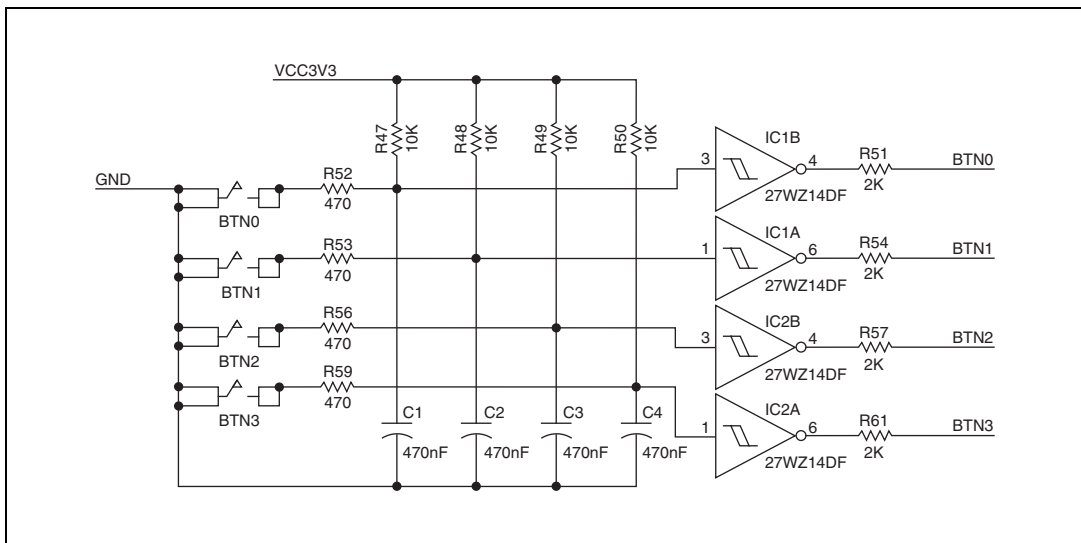 VCC3V3
R47
10K
R48
10K
R49
10K
R50
10K
IC1B
3
4
27WZ14DF
R51
2K
BTN0
GND
BTN0
R52
470
IC1A
1
6
27WZ14DF
R54
2K
BTN1
BTN1
R53
470
IC2B
3
4
27WZ14DF
R57
2K
BTN2
BTN2
R56
470
IC2A
1
6
27WZ14DF
R61
2K
BTN3
BTN3
R59
470
C1
470nF
C2
470nF
C3
470nF
C4
470nF